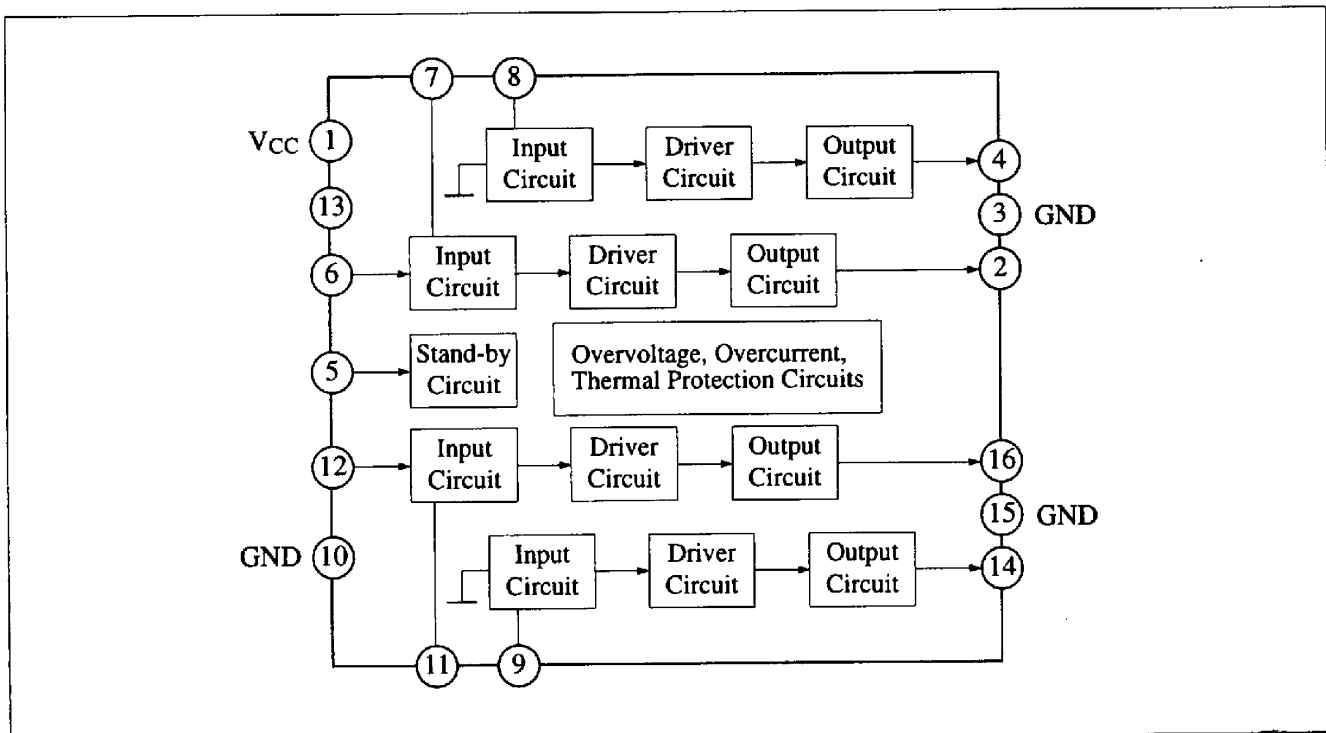 7
8
VCC
1
Input
Circuit
Driver
Circuit
Output
Circuit
4
13
3
GND
6
Input
Circuit
Driver
Circuit
Output
Circuit
2
5
Stand-by
Circuit
Overvoltage, Overcurrent,
Thermal Protection Circuits
12
Input
Circuit
Driver
Circuit
Output
Circuit
16
15
GND
GND
10
Input
Circuit
Driver
Circuit
Output
Circuit
14
11
9